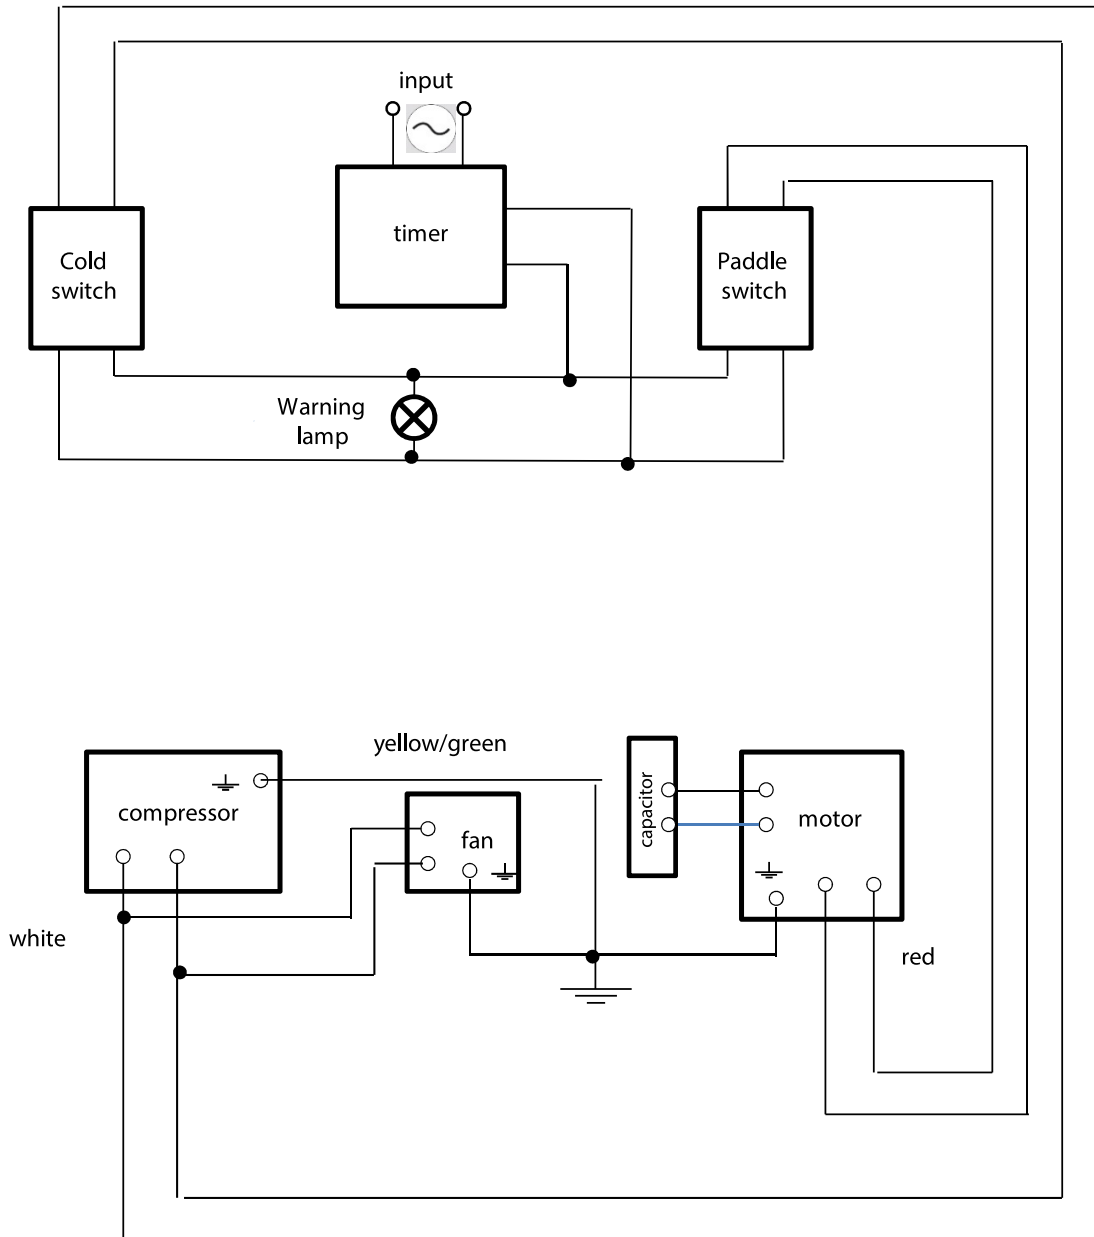 input
timer
Cold
switch
Paddle
switch
Warning
lamp
yellow/green
compressor
fan
capacitor
motor
white
red